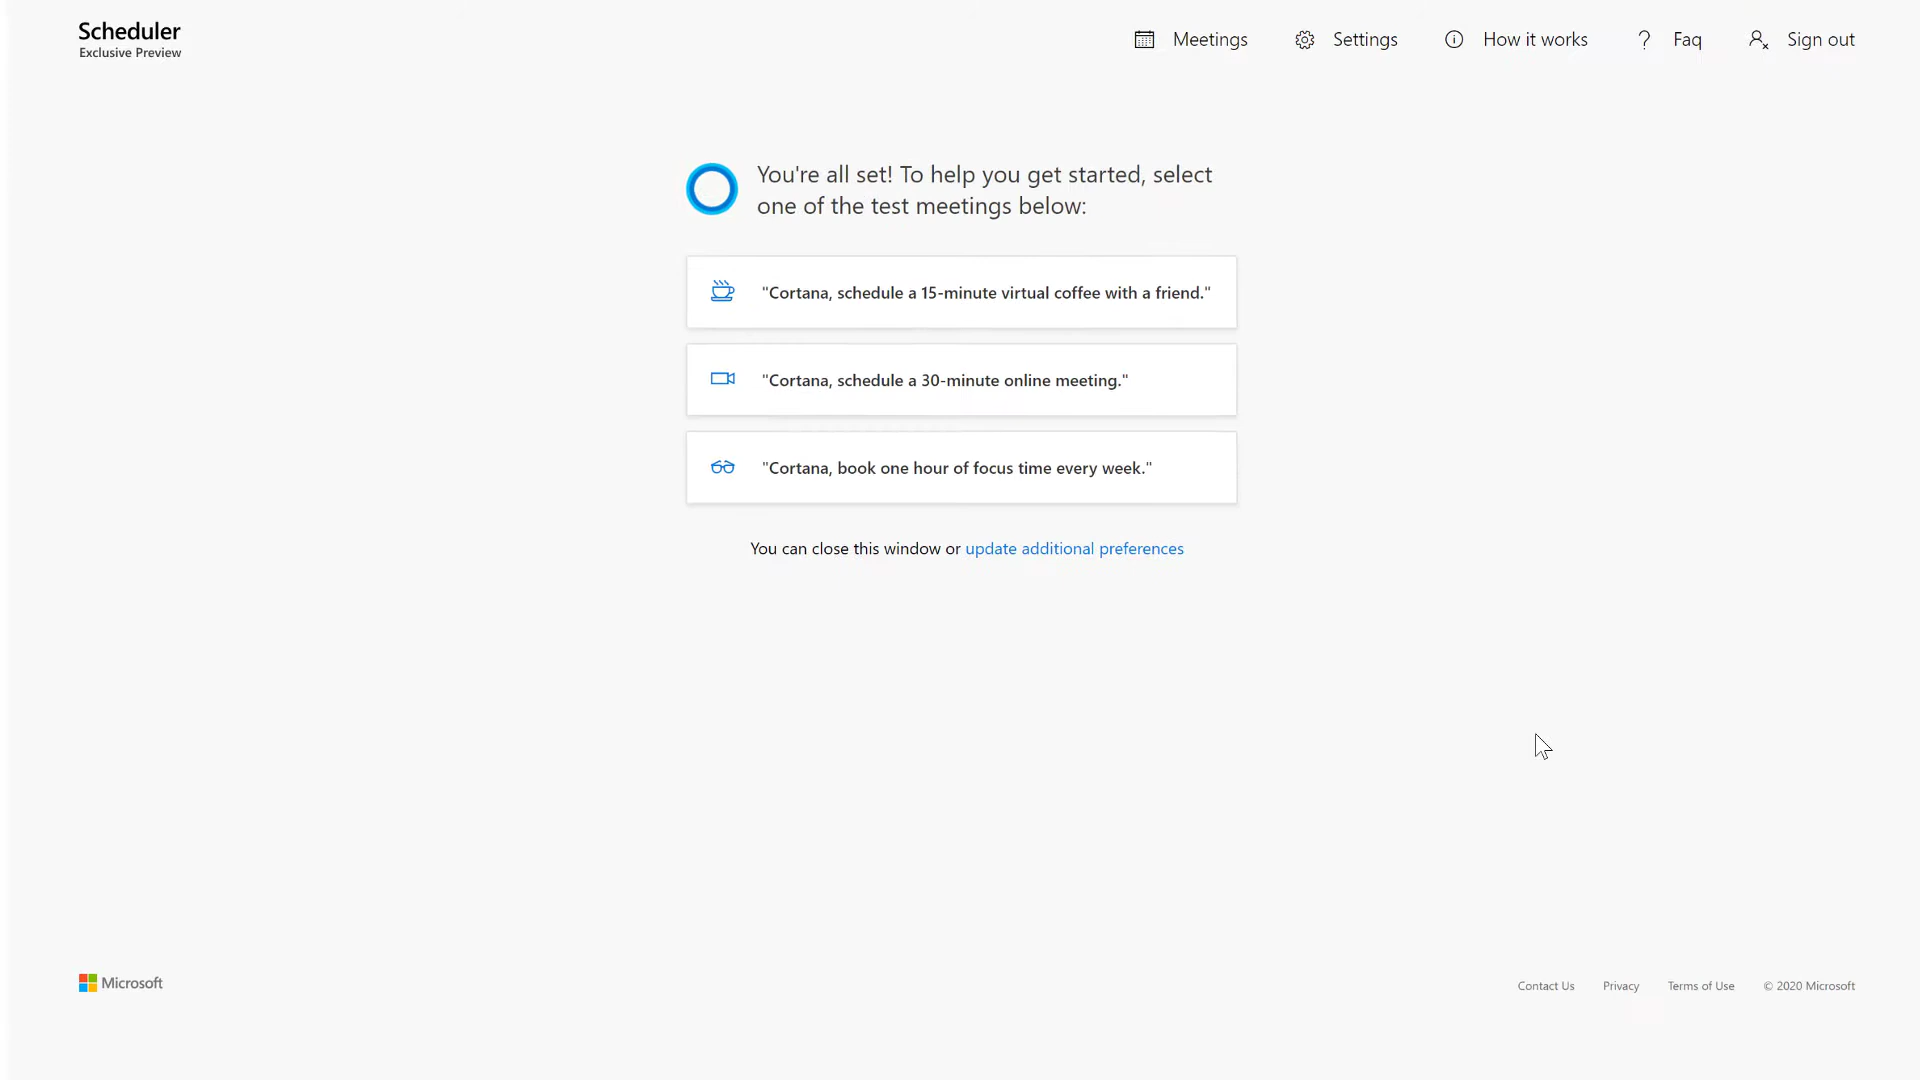 Scheduler
Exclusive Preview
Meetings
Settings
How it works
Faq
Sign out
You're all set! To help you get started, select
one of the test meetings below:
"Cortana, schedule a 15-minute virtual coffee with a friend."
"Cortana, schedule a 30-minute online meeting."
"Cortana, book one hour of focus time every week."
You can close this window or update additional preferences
Microsoft
Contact Us
Privacy
Terms of Use
© 2020 Microsoft